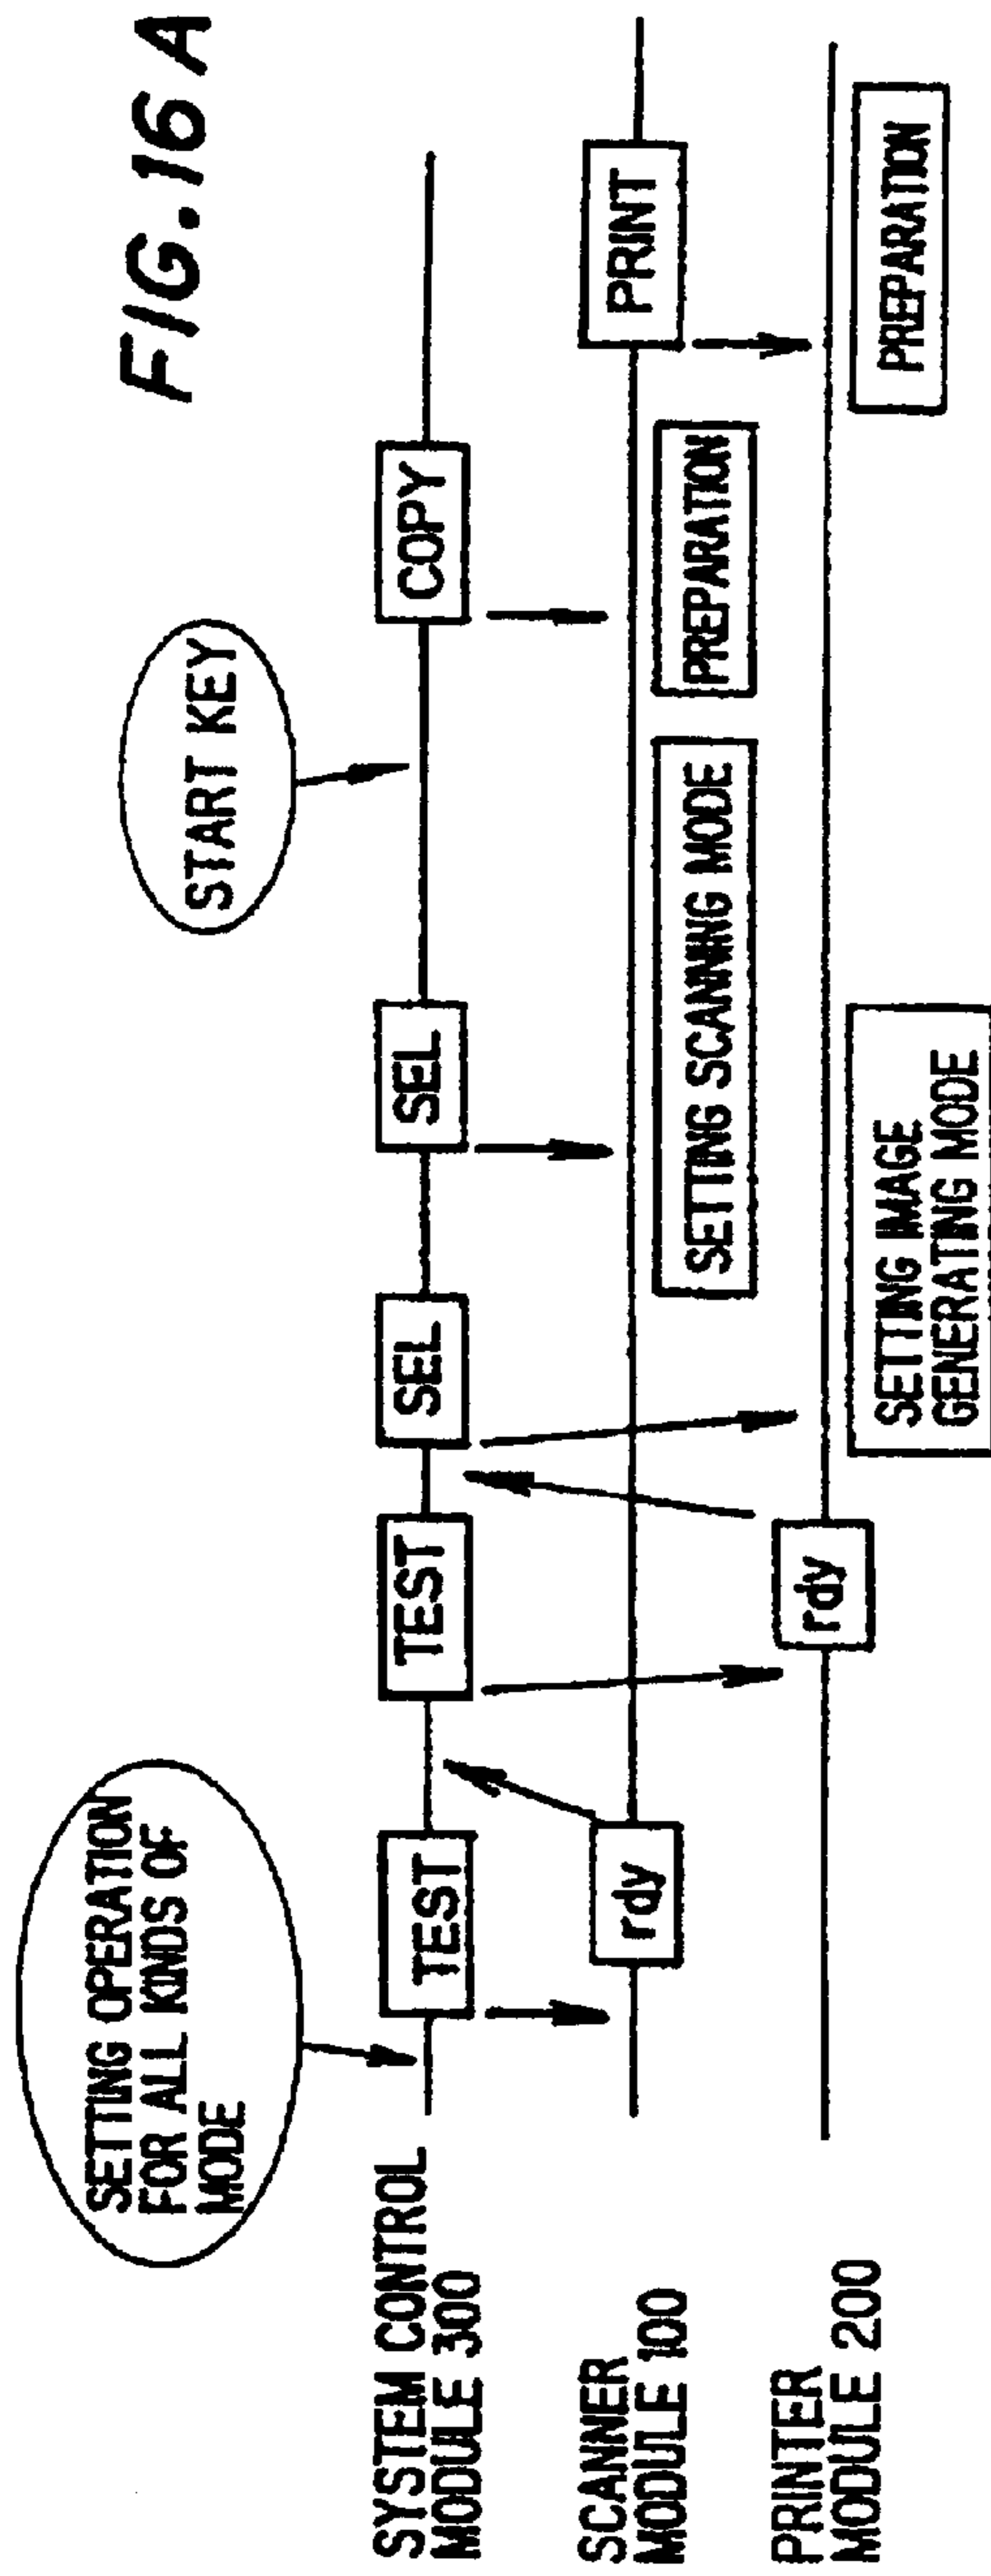 FIG. 16 A
SETTING OPERATION
FOR ALL KINDS OF
MODE
START KEY
SYSTEM CONTROL
MODULE 300
TEST
TEST
SEL
SEL
COPY
SCANNER
MODULE 100
rdy
PRINT
SETTING SCANNING MODE
PREPARATION
PRINTER
MODULE 200
rdy
SETTING IMAGE
GENERATING MODE
PREPARATION